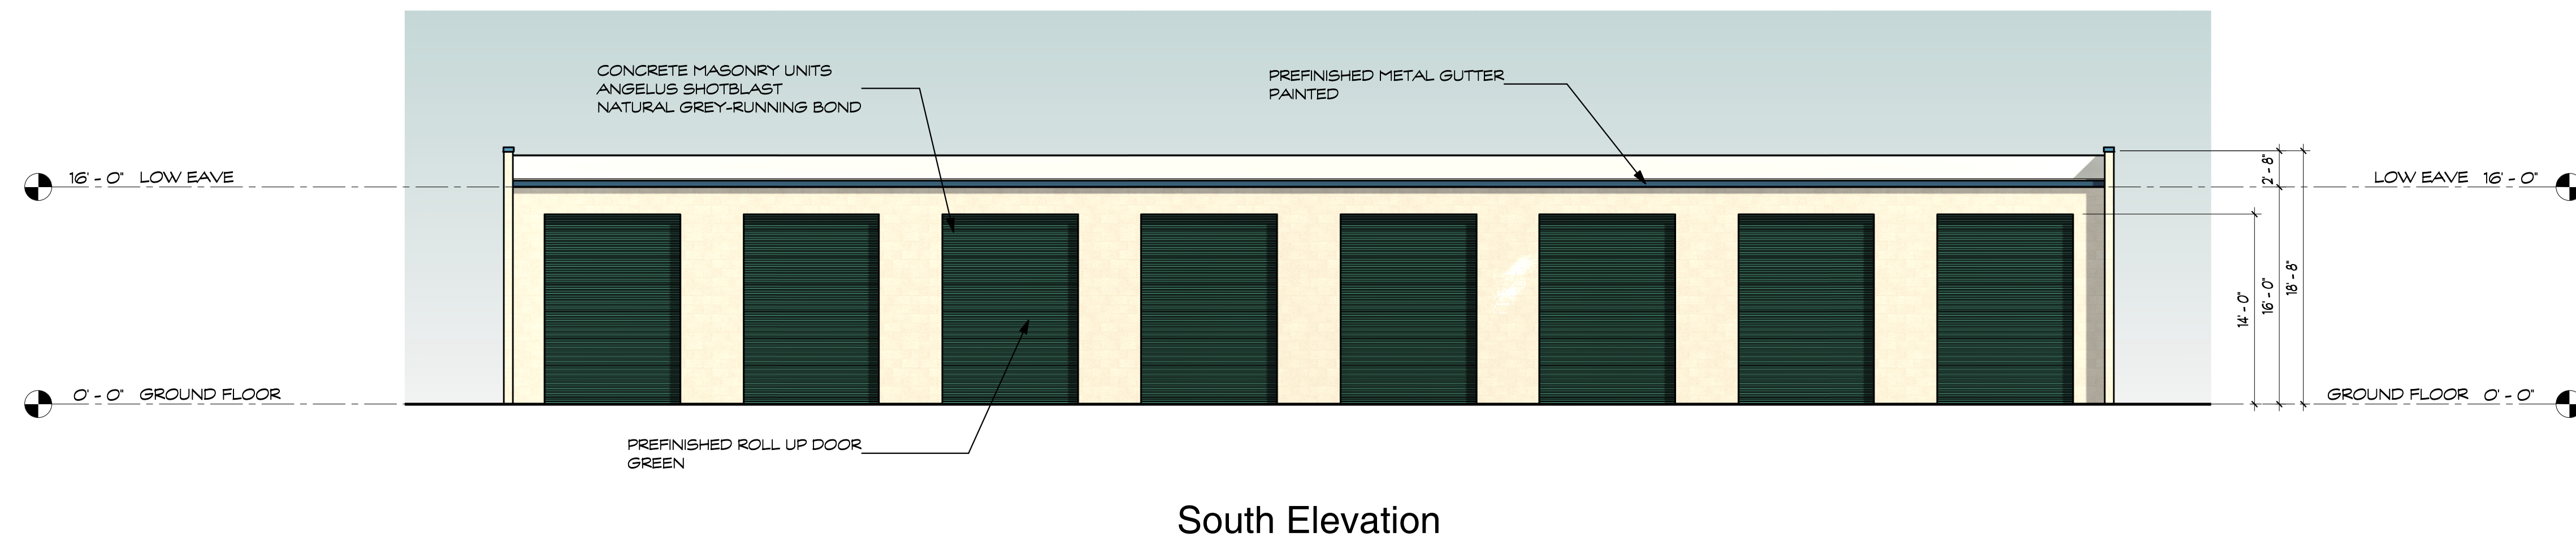 CONCRETE MASONRY UNITS
ANGELUS SHOTBLAST
NATURAL GREY-RUNNING BOND
PREFINISHED METAL GUTTER
PAINTED
16' - 0" LOW EAVE
LOW EAVE 16' - 0"
2' - 8"
14' - 0"
16' - 0"
18' - 8"
0' - 0" GROUND FLOOR
GROUND FLOOR 0' - 0"
PREFINISHED ROLL UP DOOR
GREEN
South Elevation